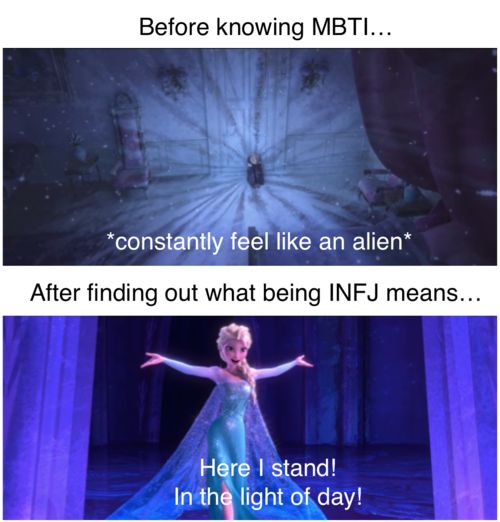 Before knowing MBTI…
*constantly feel like an alien*
After finding out what being INFJ means…
Here I stand!
In the light of day!